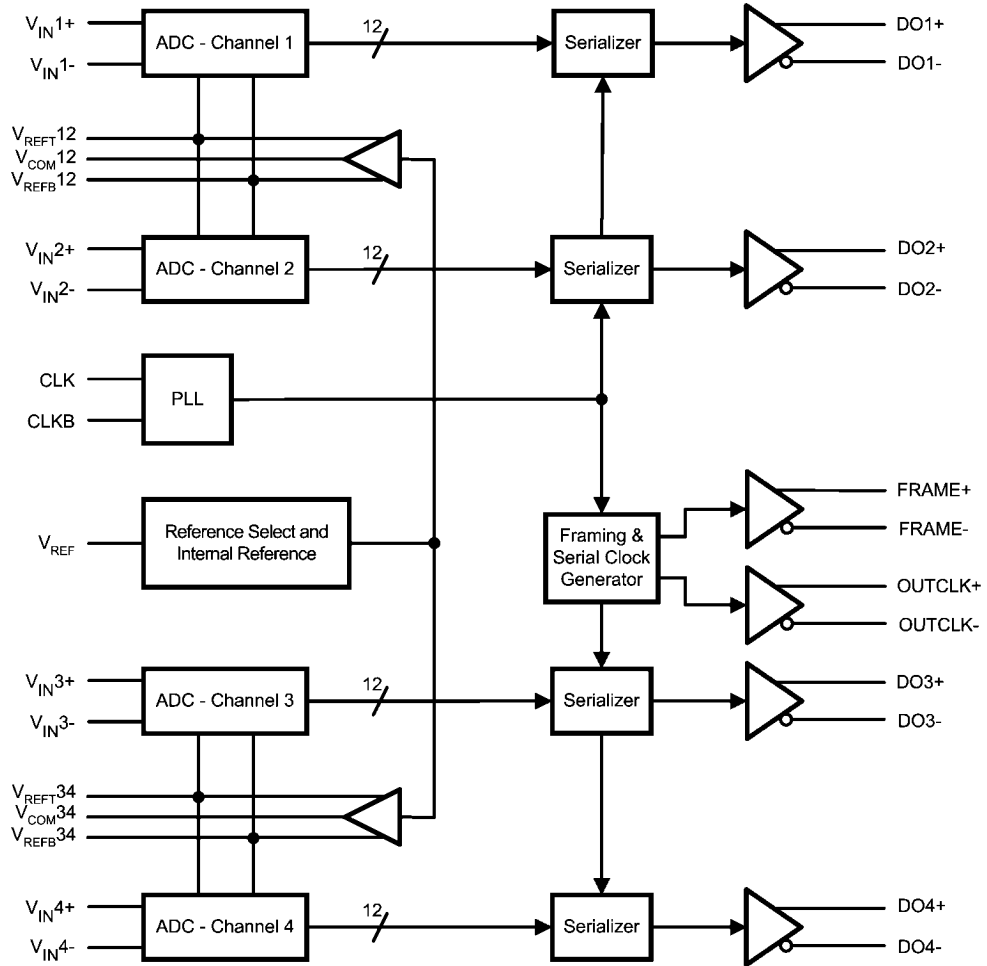 VIN1+
VIN1-
ADC - Channel 1
12
Serializer
DO1+
DO1-
VREFT12
VCOM12
VREFB12
VIN2+
VIN2-
ADC - Channel 2
12
Serializer
DO2+
DO2-
CLK
CLKB
PLL
VREF
Reference Select and
Internal Reference
Framing &
Serial Clock
Generator
FRAME+
FRAME-
OUTCLK+
OUTCLK-
VIN3+
VIN3-
ADC - Channel 3
12
Serializer
DO3+
DO3-
VREFT34
VCOM34
VREFB34
VIN4+
VIN4-
ADC - Channel 4
12
Serializer
DO4+
DO4-